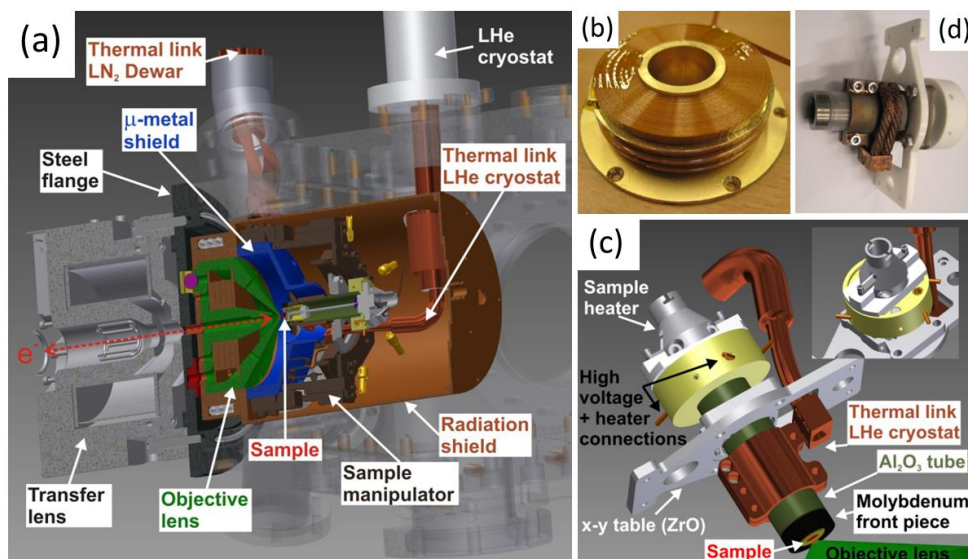 (a)
Thermal link
LN₂ Dewar
LHe
cryostat
μ-metal
shield
Steel
flange
Thermal link
LHe cryostat
e⁻
Radiation
shield
Sample
Sample
manipulator
Transfer
lens
Objective
lens
(b)
(d)
(c)
Sample
heater
High
voltage
+ heater
connections
Thermal link
LHe cryostat
Al₂O₃ tube
Molybdenum
front piece
x-y table (ZrO)
Sample
Objective lens